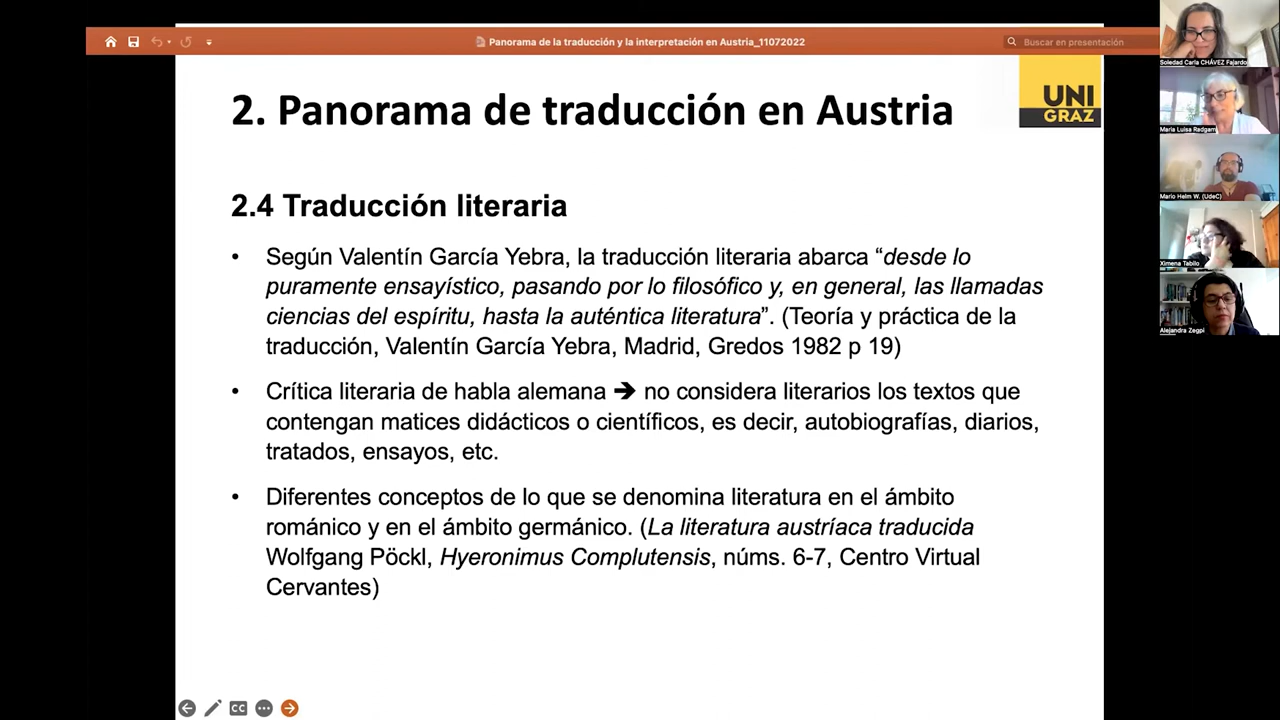 Panorama de la traducción y la interpretación en Austria_11072022
Buscar en presentación
2. Panorama de traducción en Austria
UNI
GRAZ
2.4 Traducción literaria
• Según Valentín García Yebra, la traducción literaria abarca “desde lo
puramente ensayístico, pasando por lo filosófico y, en general, las llamadas
ciencias del espíritu, hasta la auténtica literatura”. (Teoría y práctica de la
traducción, Valentín García Yebra, Madrid, Gredos 1982 p 19)
• Crítica literaria de habla alemana ➔ no considera literarios los textos que
contengan matices didácticos o científicos, es decir, autobiografías, diarios,
tratados, ensayos, etc.
• Diferentes conceptos de lo que se denomina literatura en el ámbito
románico y en el ámbito germánico. (La literatura austríaca traducida
Wolfgang Pöckl, Hyeronimus Complutensis, núms. 6-7, Centro Virtual
Cervantes)
CC
Soledad Carla CHÁVEZ Fajardo
María Luisa Radgam
Mario Helm W. (UdeC)
Ximena Tabilo
Alejandra Zegpi